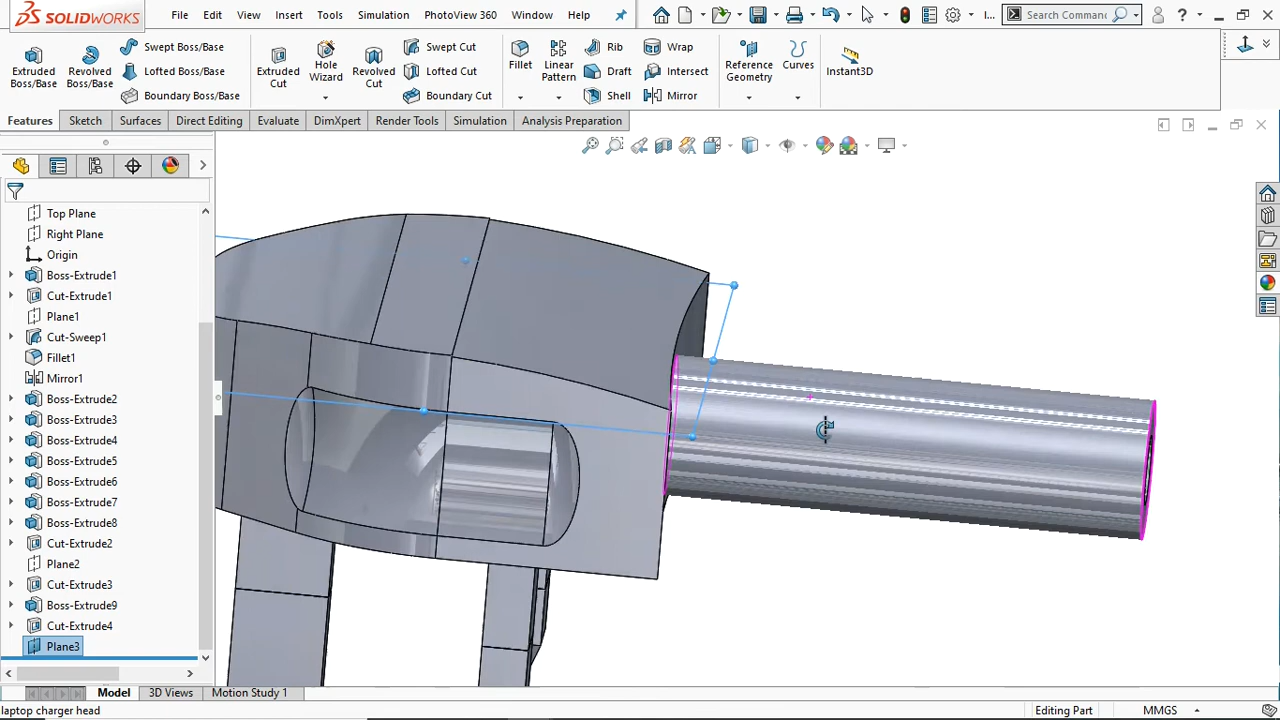 SOLIDWORKS File Edit View Insert Tools Simulation PhotoView 360 Window Help I... Search Comman ?
Extruded Boss/Base
Revolved Boss/Base
Swept Boss/Base
Lofted Boss/Base
Boundary Boss/Base
Extruded Cut
Hole Wizard
Revolved Cut
Swept Cut
Lofted Cut
Boundary Cut
Fillet
Linear Pattern
Rib
Draft
Shell
Wrap
Intersect
Mirror
Reference Geometry
Curves
Instant3D
Features Sketch Surfaces Direct Editing Evaluate DimXpert Render Tools Simulation Analysis Preparation
Top Plane
Right Plane
Origin
Boss-Extrude1
Cut-Extrude1
Plane1
Cut-Sweep1
Fillet1
Mirror1
Boss-Extrude2
Boss-Extrude3
Boss-Extrude4
Boss-Extrude5
Boss-Extrude6
Boss-Extrude7
Boss-Extrude8
Cut-Extrude2
Plane2
Cut-Extrude3
Boss-Extrude9
Cut-Extrude4
Plane3
Model 3D Views Motion Study 1
laptop charger head Editing Part MMGS